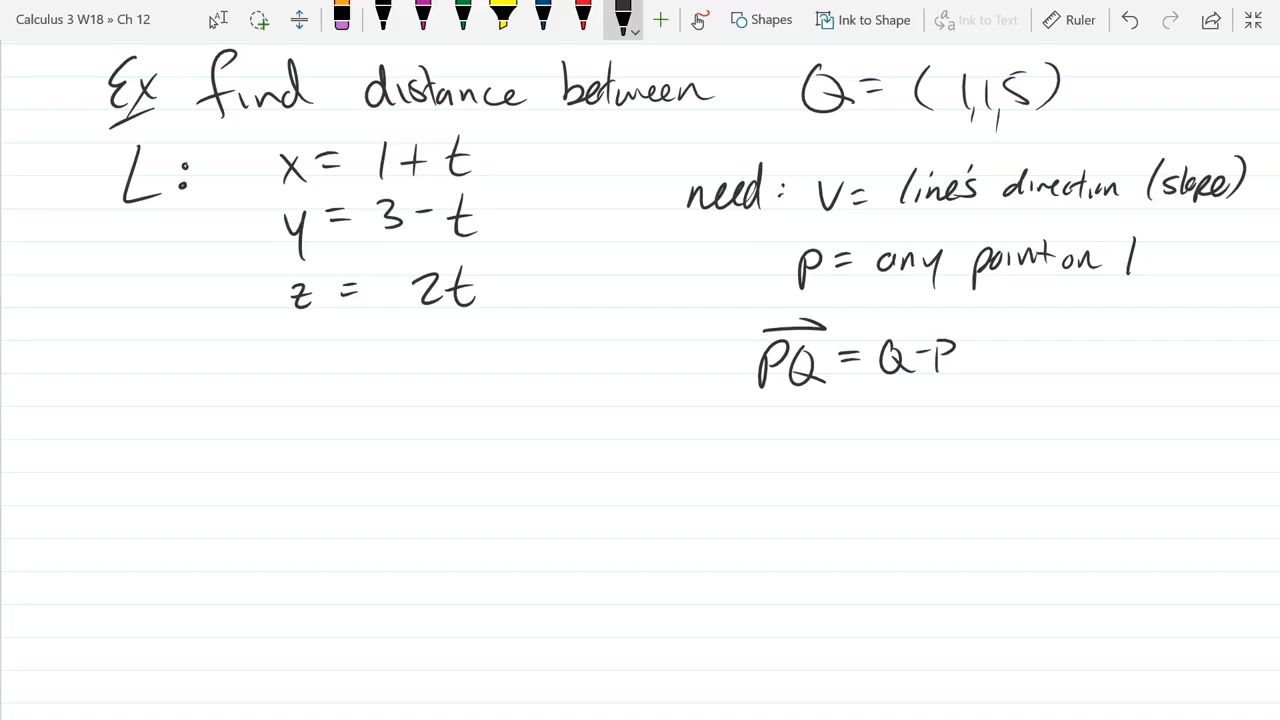 Calculus 3 W18 » Ch 12
Shapes
Ink to Shape
Ink to Text
Ruler
Ex find distance between Q = (1,1,5)
L: x = 1 + t
y = 3 - t
z = 2t
need: v = line's direction (slope)
p = any point on l
PQ = Q - P